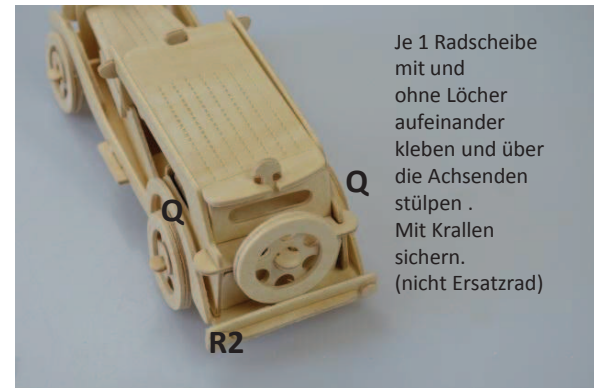 Je 1 Radscheibe
mit und
ohne Löcher
aufeinander
kleben und über
die Achsenden
stülpen .
Mit Krallen
sichern.
(nicht Ersatzrad)
Q
Q
R2